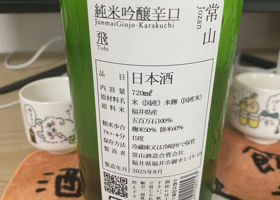 純米吟醸辛口
JunmaiGinjo-Karakuchi
飛
Tobi
常山
Jozan
品目 日本酒
内容量 720ml
原材料名 米（国産）米麹（国産米）
原料米 福井県産
五百万石100%
精米歩合 麹米50% 掛米60%
アルコール分 15度
保存方法 冷蔵庫又は冷暗所で保管
製造者 常山酒造合資会社
福井県福井市御幸1-19-10
製造年月 2025年8月
酒